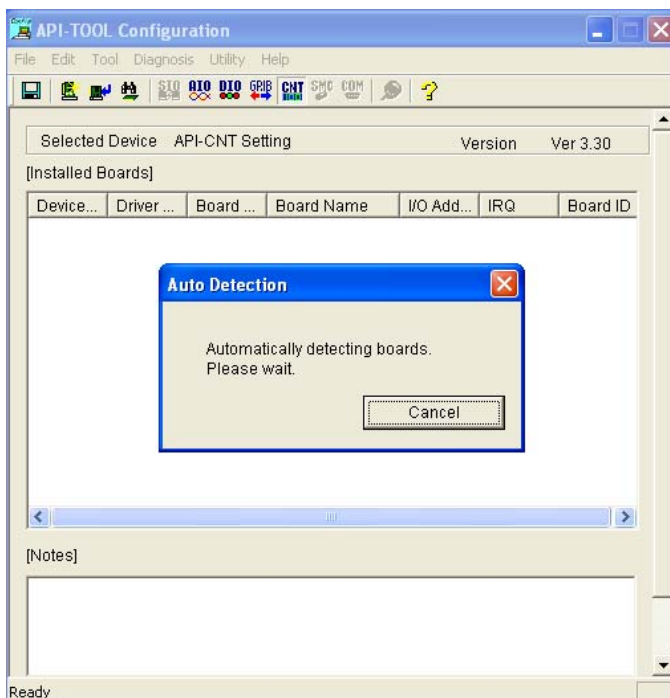 API-TOOL Configuration
File Edit Tool Diagnosis Utility Help
SIO AIO DIO GPIB CNT SMC COM
Selected Device API-CNT Setting Version Ver 3.30
[Installed Boards]
Device... Driver ... Board ... Board Name I/O Add... IRQ Board ID
Auto Detection
Automatically detecting boards.
Please wait.
Cancel
[Notes]
Ready